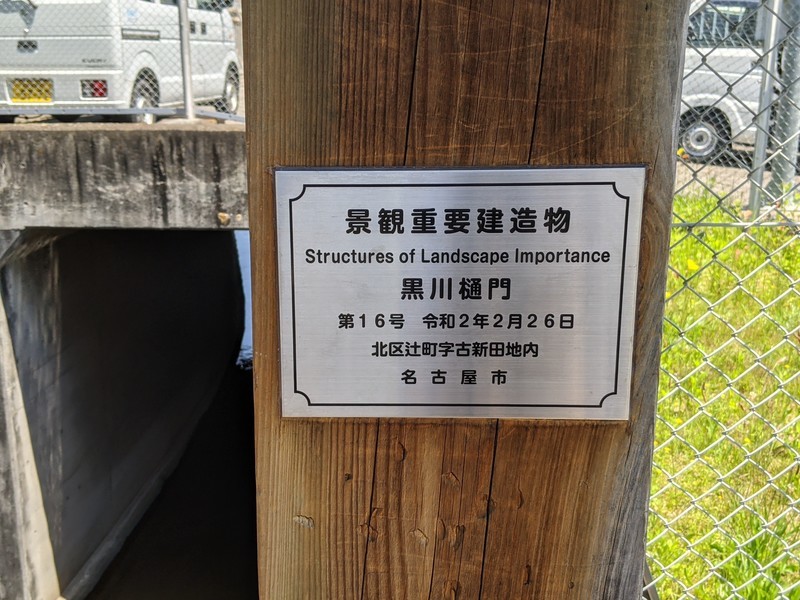 景観重要建造物
Structures of Landscape Importance
黒川樋門
第16号 令和2年2月26日
北区辻町字古新田地内
名古屋市